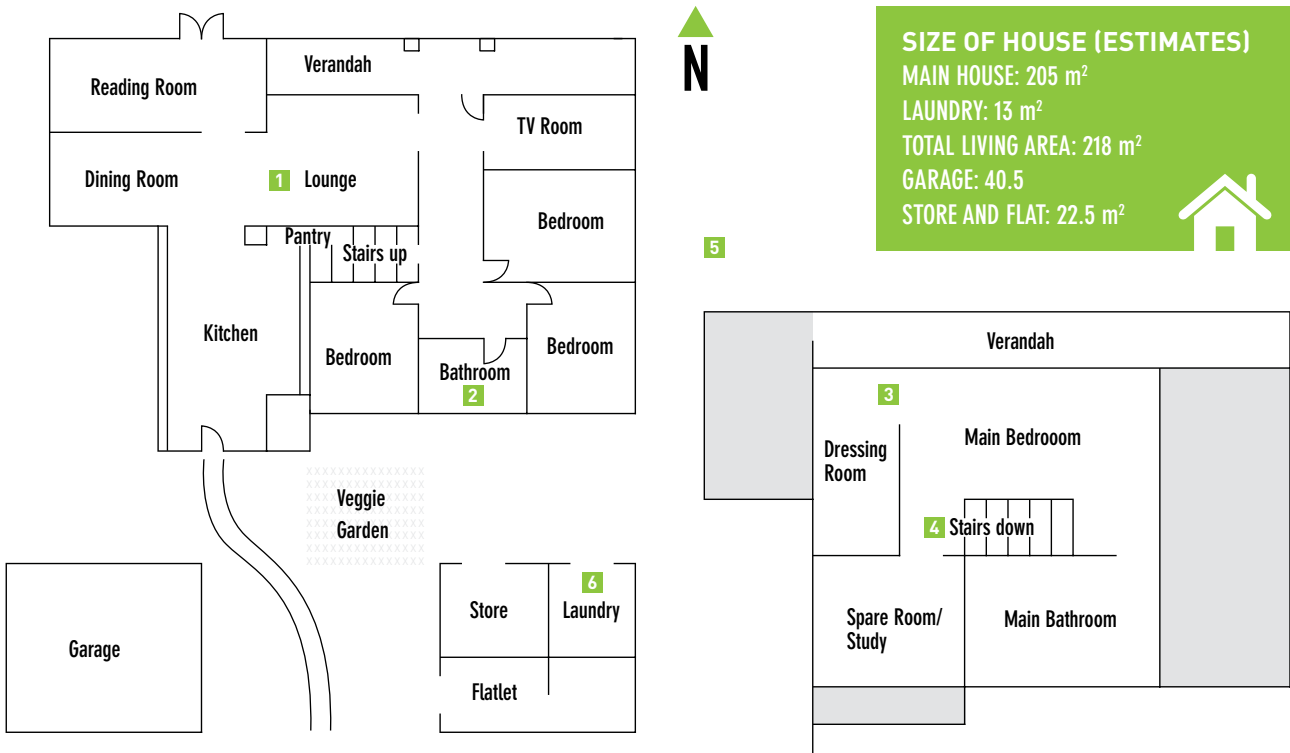 Reading Room
Verandah
TV Room
Dining Room
1 Lounge
Bedroom
Pantry
Stairs up
Kitchen
Bedroom
Bathroom
2
Bedroom
Veggie
Garden
Garage
Store
6
Laundry
Flatlet
N
SIZE OF HOUSE (ESTIMATES)
MAIN HOUSE: 205 m²
LAUNDRY: 13 m²
TOTAL LIVING AREA: 218 m²
GARAGE: 40.5
STORE AND FLAT: 22.5 m²
5
Verandah
3
Dressing
Room
Main Bedrooom
4 Stairs down
Spare Room/
Study
Main Bathroom